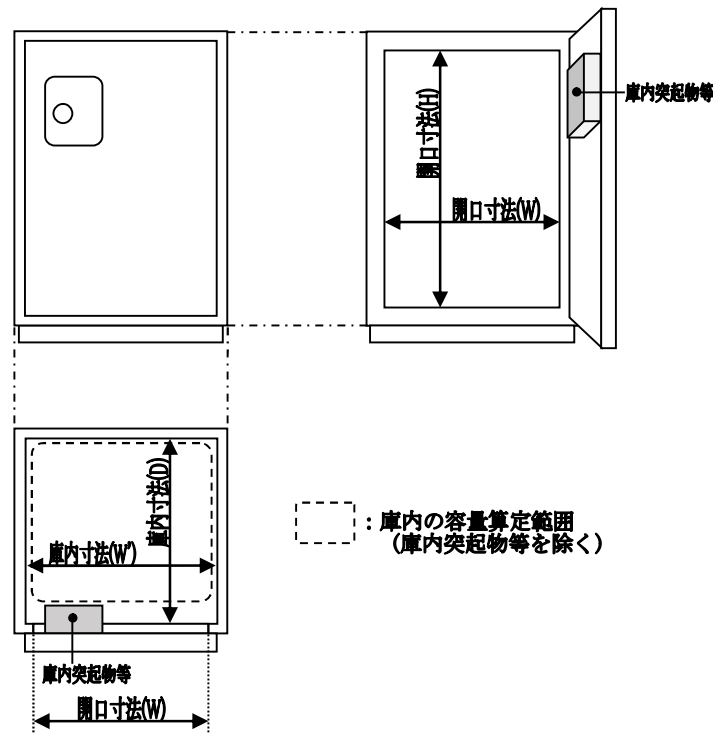 開口寸法(H)
開口寸法(W)
庫内突起物等
庫内寸法(D)
庫内寸法(W')
庫内突起物等
開口寸法(W)
：庫内の容量算定範囲
（庫内突起物等を除く）